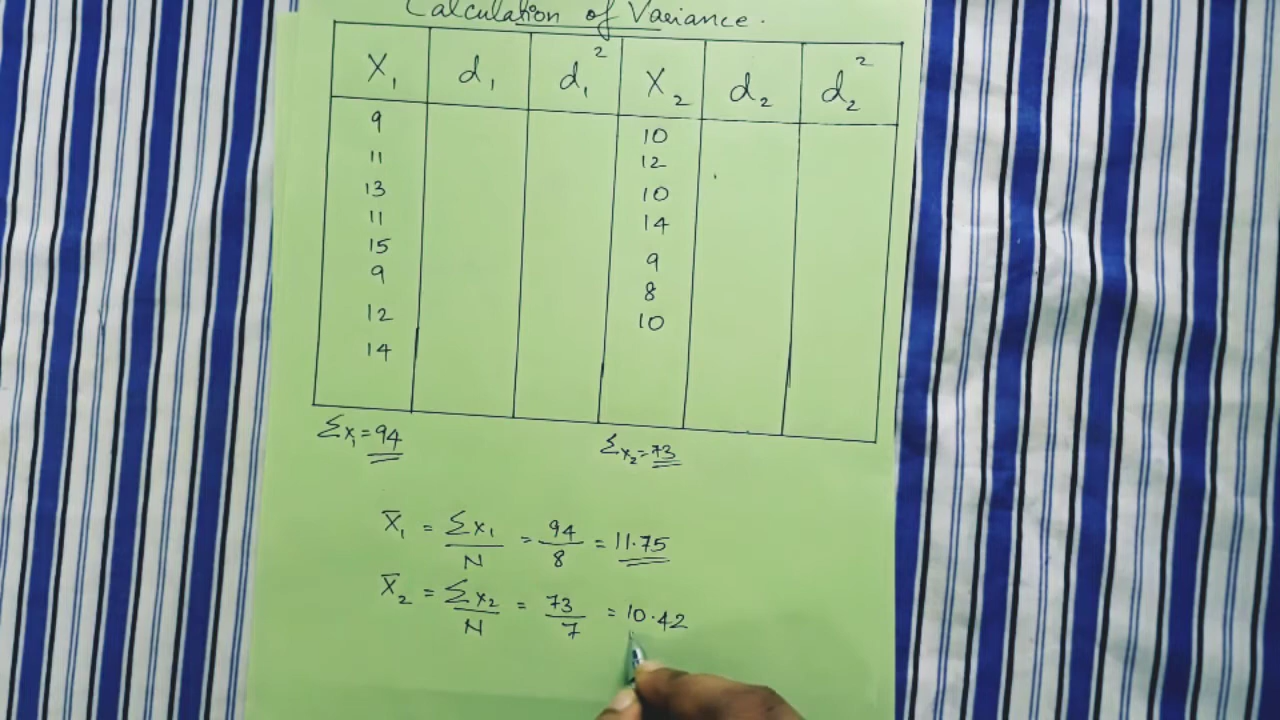 Calculation of Variance.
X₁ d₁ d₁² X₂ d₂ d₂²
9 10
11 12
13 10
11 14
15 9
9 8
12 10
14
Σx₁=94 Σx₂=73
X̄₁ = Σx₁/N = 94/8 = 11.75
X̄₂ = Σx₂/N = 73/7 = 10.42